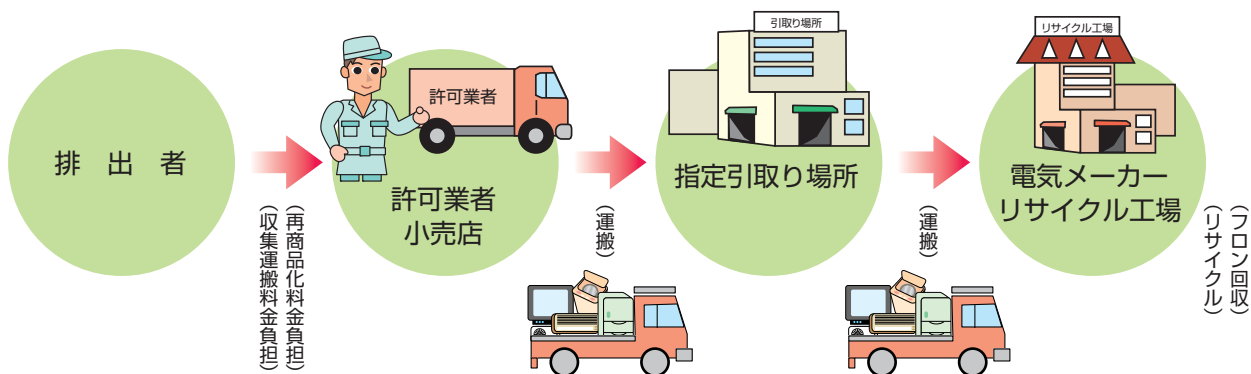 排出者
（再商品化料金負担）
（収集運搬料金負担）
許可業者
許可業者
小売店
（運搬）
引取り場所
指定引取り場所
（運搬）
リサイクル工場
電気メーカー
リサイクル工場
（フロン回収）
（リサイクル）